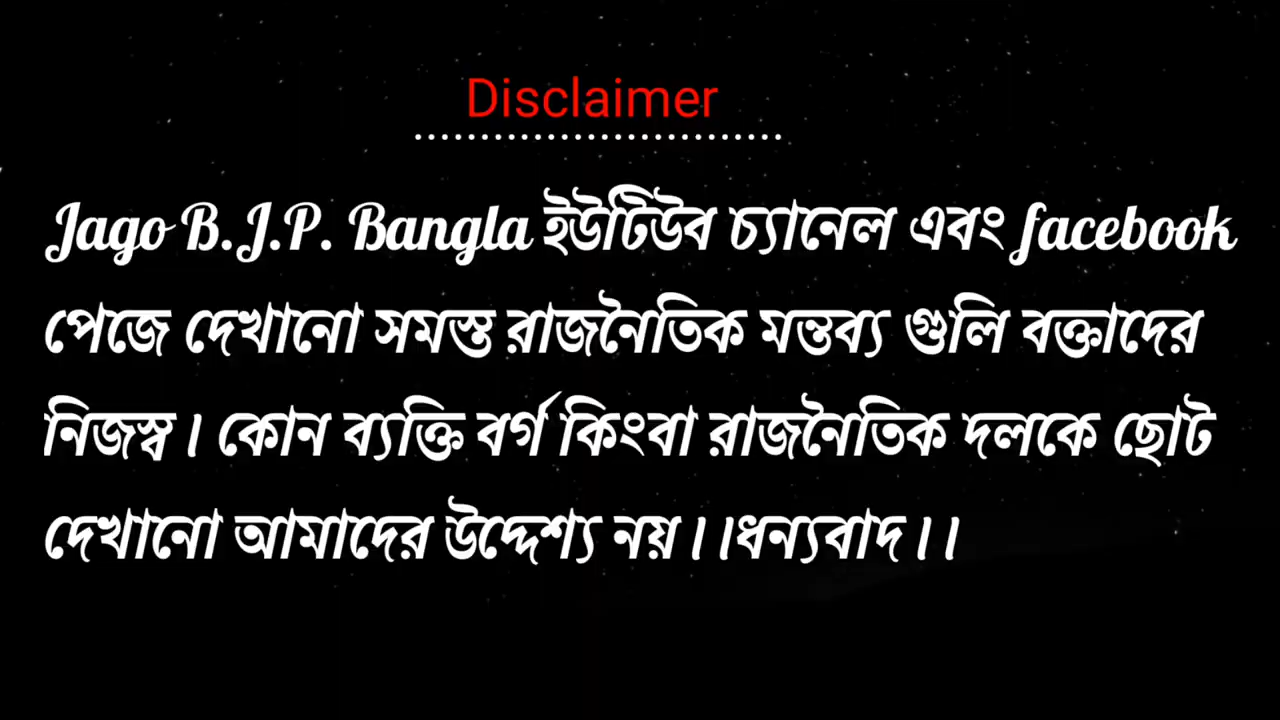 Disclaimer
Jago B.J.P. Bangla ইউটিউব চ্যানেল এবং facebook
পেজে দেখানো সমস্ত রাজনৈতিক মন্তব্য গুলি বক্তাদের
নিজস্ব। কোন ব্যক্তি বর্গ কিংবা রাজনৈতিক দলকে ছোট
দেখানো আমাদের উদ্দেশ্য নয়।।ধন্যবাদ।।